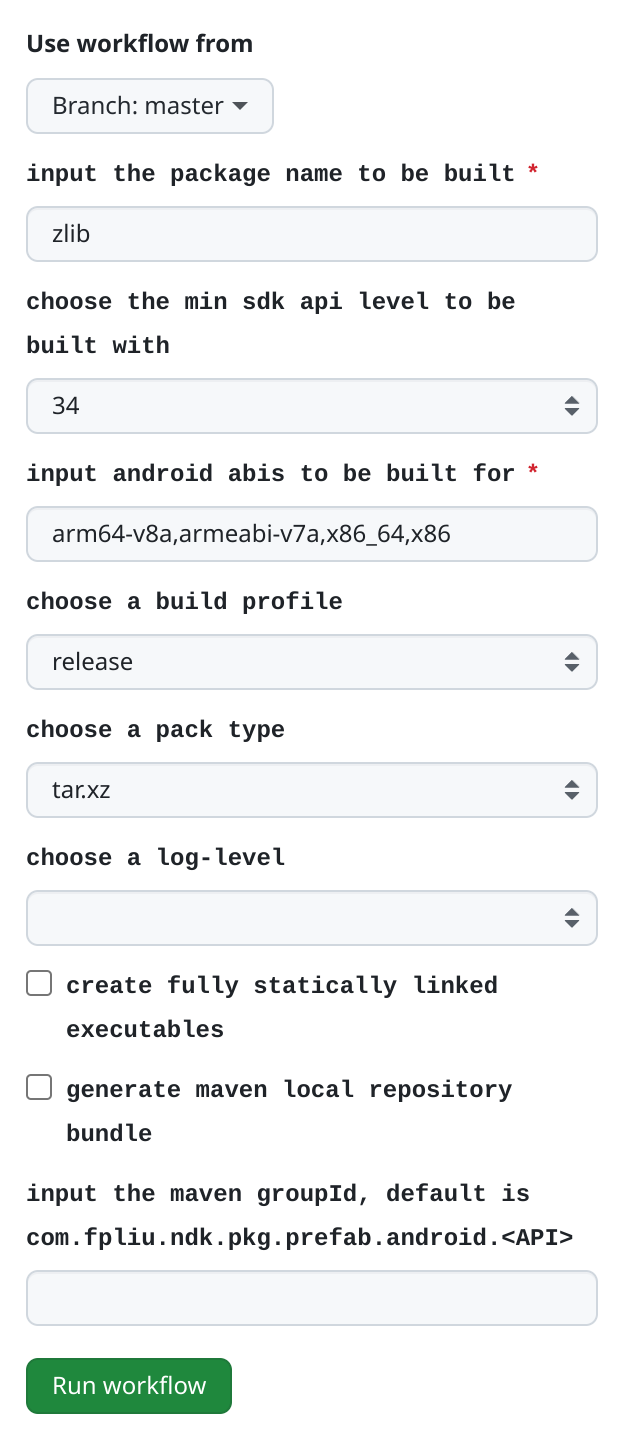 Use workflow from
Branch: master
input the package name to be built *
zlib
choose the min sdk api level to be
built with
34
input android abis to be built for *
arm64-v8a,armeabi-v7a,x86_64,x86
choose a build profile
release
choose a pack type
tar.xz
choose a log-level
create fully statically linked
executables
generate maven local repository
bundle
input the maven groupId, default is
com.fpliu.ndk.pkg.prefab.android.<API>
Run workflow